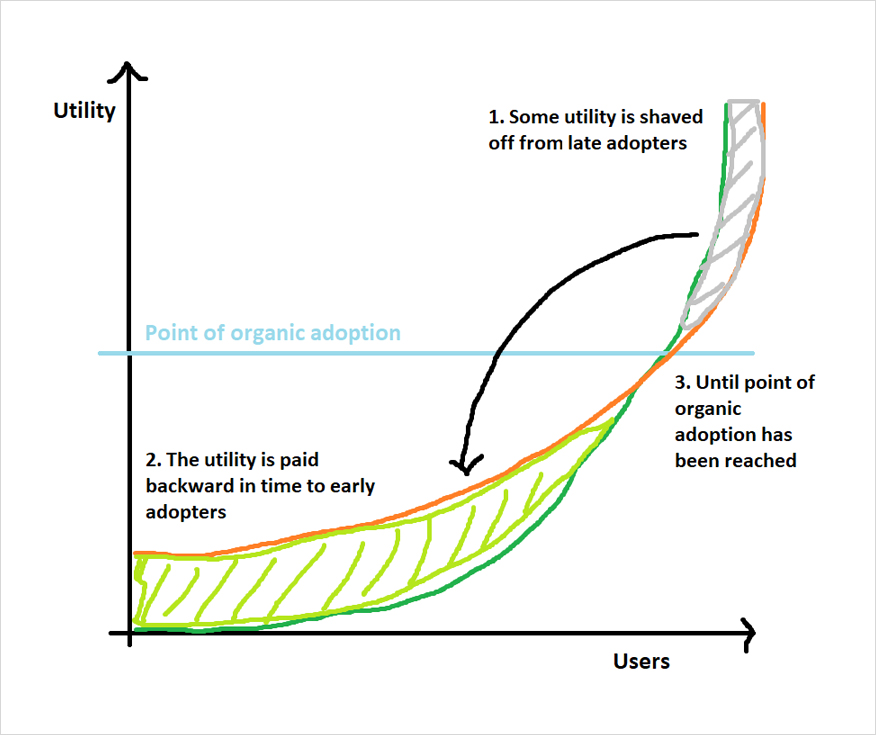 Utility
1. Some utility is shaved
off from late adopters
Point of organic adoption
3. Until point of
organic
adoption has
been reached
2. The utility is paid
backward in time to early
adopters
Users